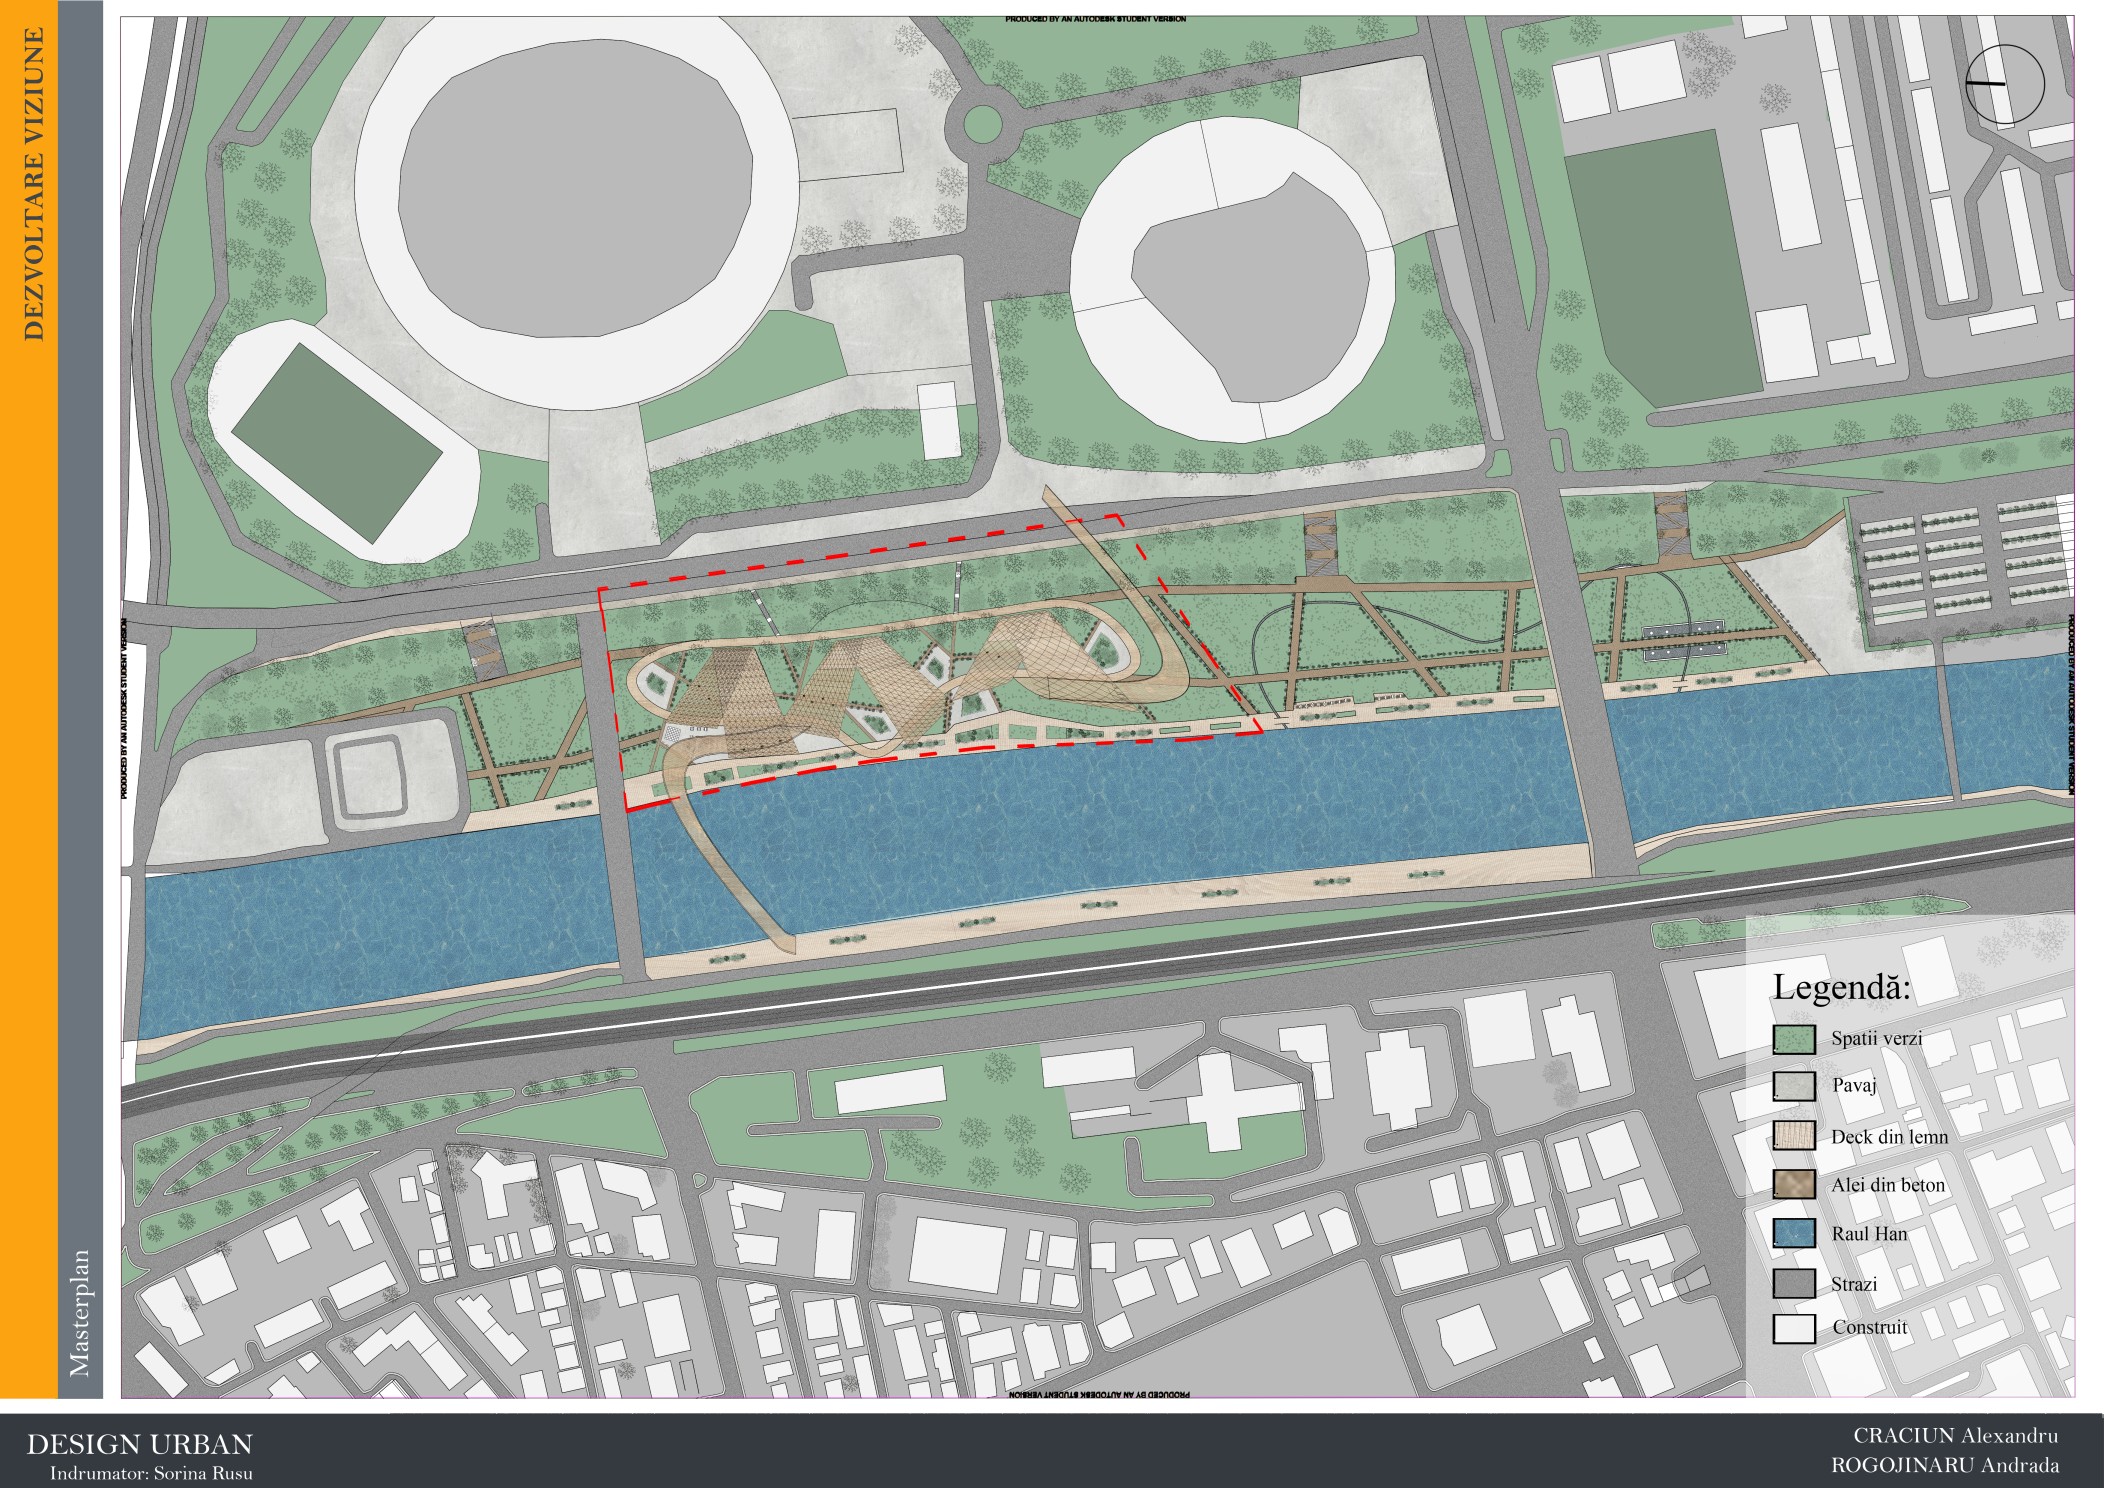 PRODUCED BY AN AUTODESK STUDENT VERSION
DEZVOLTARE VIZIUNE
PRODUCED BY AN AUTODESK STUDENT VERSION
PRODUCED BY AN AUTODESK STUDENT VERSION
Masterplan
Legendă:
Spatii verzi
Pavaj
Deck din lemn
Alei din beton
Raul Han
Strazi
Construit
PRODUCED BY AN AUTODESK STUDENT VERSION
DESIGN URBAN
Indrumator: Sorina Rusu
CRACIUN Alexandru
ROGOJINARU Andrada